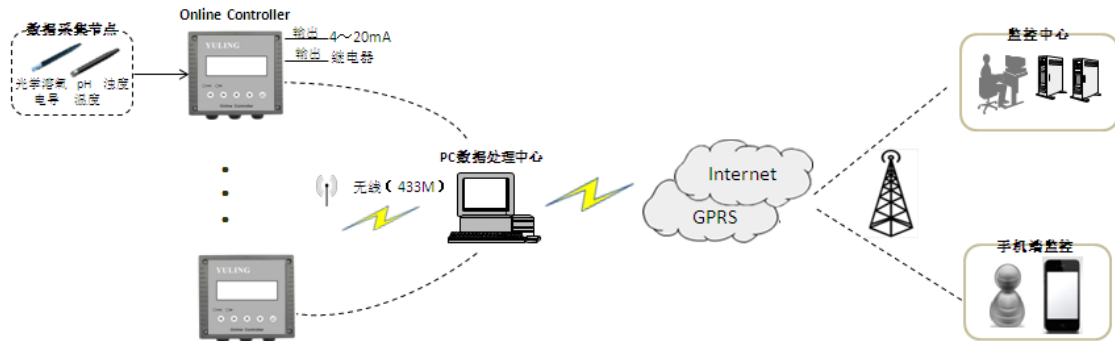 数据采集节点
光学溶氧 pH 浊度
电导 温度
Online Controller
YULING
Online Controller
输出 4～20mA
输出 继电器
无线（433M）
PC数据处理中心
Internet
GPRS
监控中心
手机端监控
YULING
Online Controller